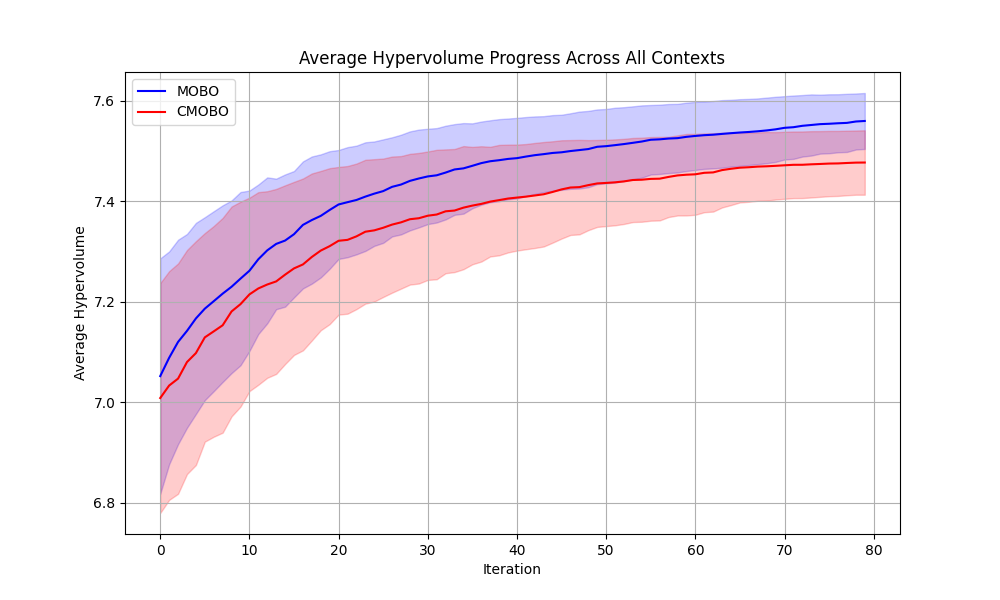 Average Hypervolume Progress Across All Contexts
MOBO
CMOBO
Average Hypervolume
7.6
7.4
7.2
7.0
6.8
0 10 20 30 40 50 60 70 80
Iteration